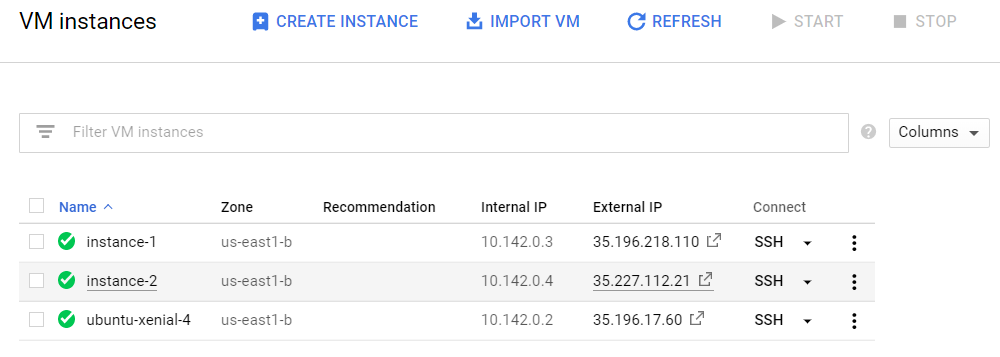 VM instances CREATE INSTANCE IMPORT VM REFRESH START STOP
Filter VM instances ? Columns
Name Zone Recommendation Internal IP External IP Connect
instance-1 us-east1-b 10.142.0.3 35.196.218.110 SSH
instance-2 us-east1-b 10.142.0.4 35.227.112.21 SSH
ubuntu-xenial-4 us-east1-b 10.142.0.2 35.196.17.60 SSH